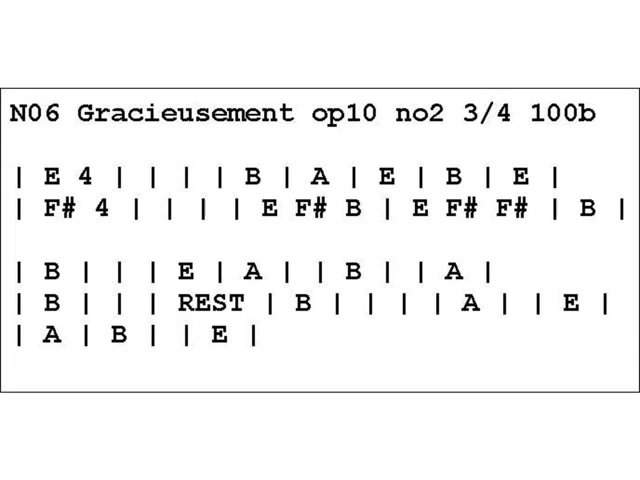 N06 Gracieusement op10 no2 3/4 100b
| E 4 | | | | B | A | E | B | E |
| F# 4 | | | | E F# B | E F# F# | B |
| B | | | E | A | | B | | A |
| B | | | REST | B | | | | A | | E |
| A | B | | E |